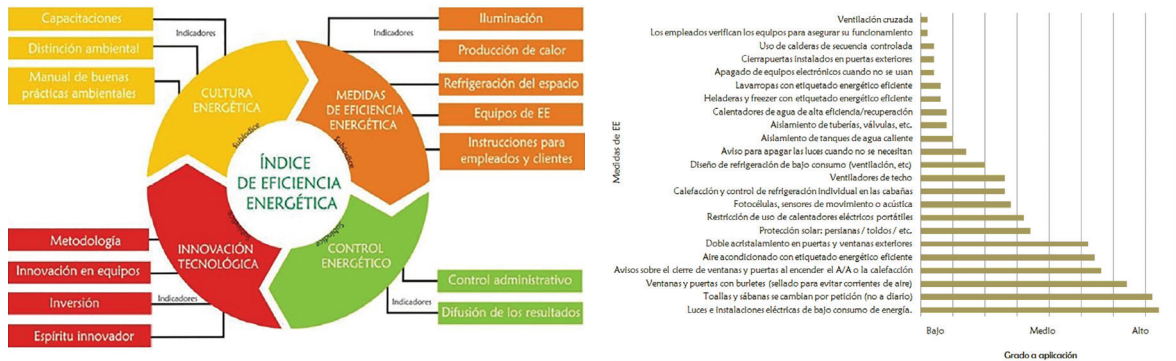 Capacitaciones
Indicadores
Distinción ambiental
Manual de buenas
prácticas ambientales
CULTURA
ENERGÉTICA
Subíndice
Iluminación
Indicadores
Producción de calor
Refrigeración del espacio
Equipos de EE
Instrucciones para
empleados y clientes
MEDIDAS
DE EFICIENCIA
ENERGÉTICA
Subíndice
ÍNDICE
DE EFICIENCIA
ENERGÉTICA
Metodología
Innovación en equipos
Indicadores
Inversión
Espíritu innovador
INNOVACIÓN
TECNOLÓGICA
Subíndice
CONTROL
ENERGÉTICO
Subíndice
Control administrativo
Indicadores
Difusión de los resultados
Medidas de EE
Ventilación cruzada
Los empleados verifican los equipos para asegurar su funcionamiento
Uso de calderas de secuencia controlada
Cierrapuertas instalados en puertas exteriores
Apagado de equipos electrónicos cuando no se usan
Lavarropas con etiquetado energético eficiente
Heladeras y freezer con etiquetado energético eficiente
Calentadores de agua de alta eficiencia/recuperación
Aislamiento de tuberías, válvulas, etc.
Aislamiento de tanques de agua caliente
Aviso para apagar las luces cuando no se necesitan
Diseño de refrigeración de bajo consumo (ventilación, etc)
Ventiladores de techo
Calefacción y control de refrigeración individual en las cabañas
Fotocélulas, sensores de movimiento o acústica
Restricción de uso de calentadores eléctricos portátiles
Protección solar: persianas / toldos / etc.
Doble acristalamiento en puertas y ventanas exteriores
Aire acondicionado con etiquetado energético eficiente
Avisos sobre el cierre de ventanas y puertas al encender el A/A o la calefacción
Ventanas y puertas con burletes (sellado para evitar corrientes de aire)
Toallas y sábanas se cambian por petición (no a diario)
Luces e Instalaciones eléctricas de bajo consumo de energía.
Bajo
Medio
Alto
Grado a aplicación